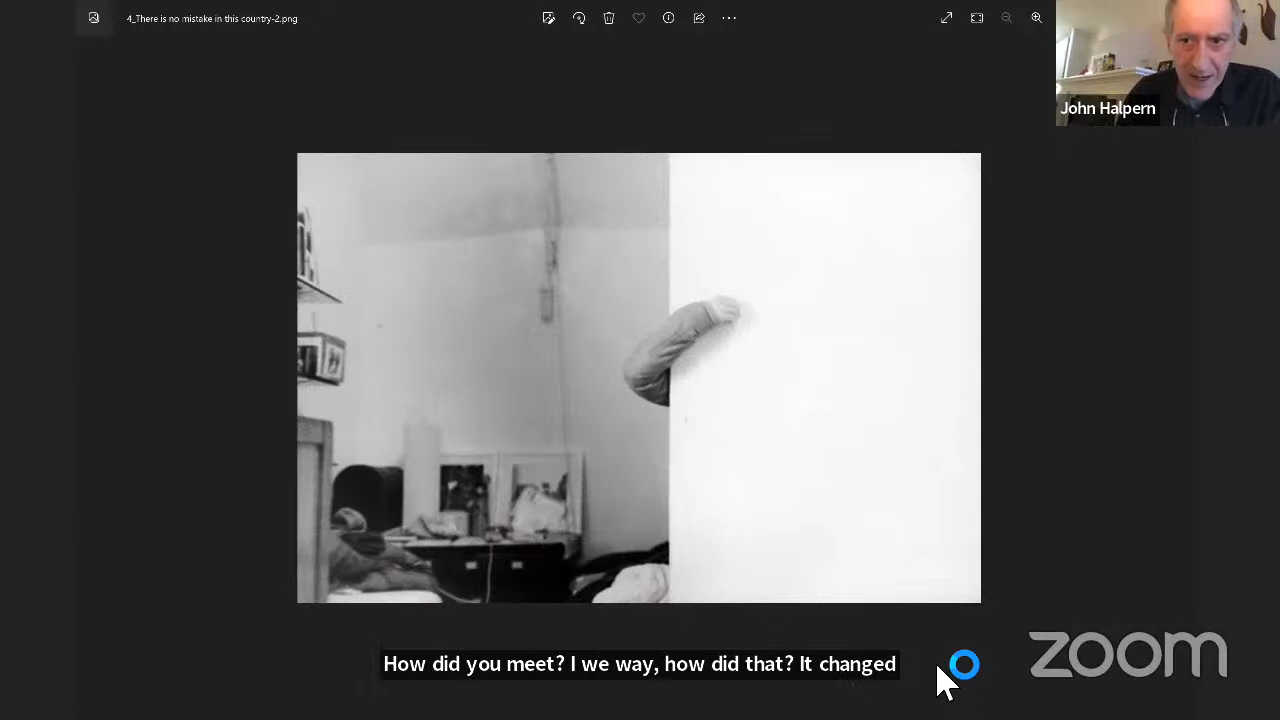 4_There is no mistake in this country-2.png
John Halpern
How did you meet? I we way, how did that? It changed
zoom